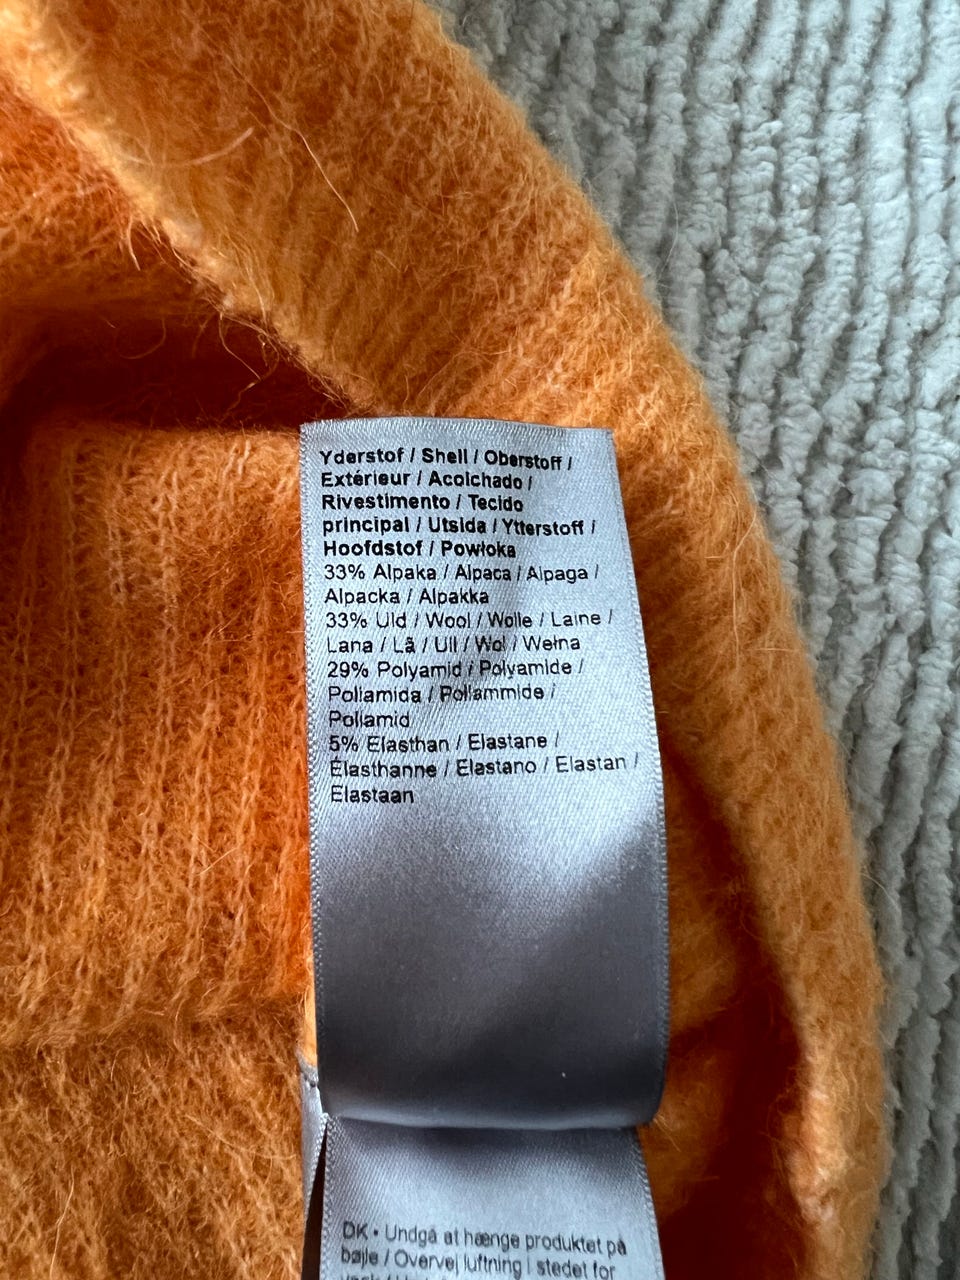 Yderstof / Shell / Oberstoff /
Extérieur / Acolchado /
Rivestimento / Tecido
principal / Utsida / Ytterstoff /
Hoofdstof / Powłoka
33% Alpaka / Alpaca / Alpaga /
Alpacka / Alpakka
33% Uld / Wool / Wolle / Laine /
Lana / Lã / Ull / Wol / Wełna
29% Polyamid / Polyamide /
Poliamida / Poliammide /
Poliamid
5% Elasthan / Elastane /
Élasthanne / Elastano / Elastan /
Elastaan
DK • Undgå at hænge produktet på
bøjle / Overvej luftning i stedet for